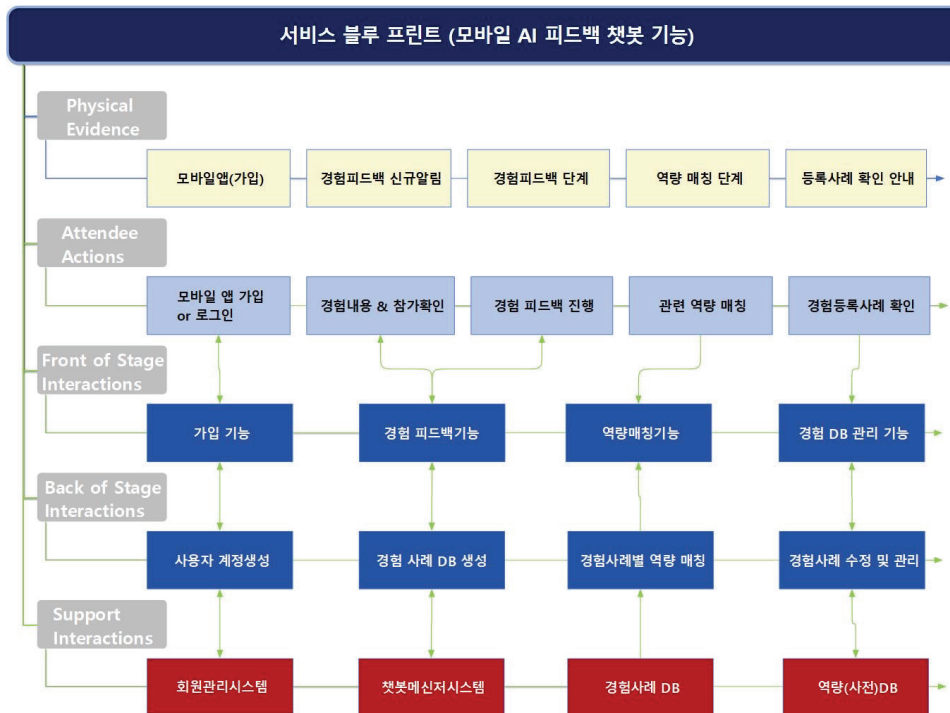 서비스 블루 프린트 (모바일 AI 피드백 챗봇 기능)
Physical
Evidence
모바일앱(가입)
경험피드백 신규알림
경험피드백 단계
역량 매칭 단계
등록사례 확인 안내
Attendee
Actions
모바일 앱 가입
or 로그인
경험내용 & 참가확인
경험 피드백 진행
관련 역량 매칭
경험등록사례 확인
Front of Stage
Interactions
가입 기능
경험 피드백기능
역량매칭기능
경험 DB 관리 기능
Back of Stage
Interactions
사용자 계정생성
경험 사례 DB 생성
경험사례별 역량 매칭
경험사례 수정 및 관리
Support
Interactions
회원관리시스템
챗봇메신저시스템
경험사례 DB
역량(사전)DB